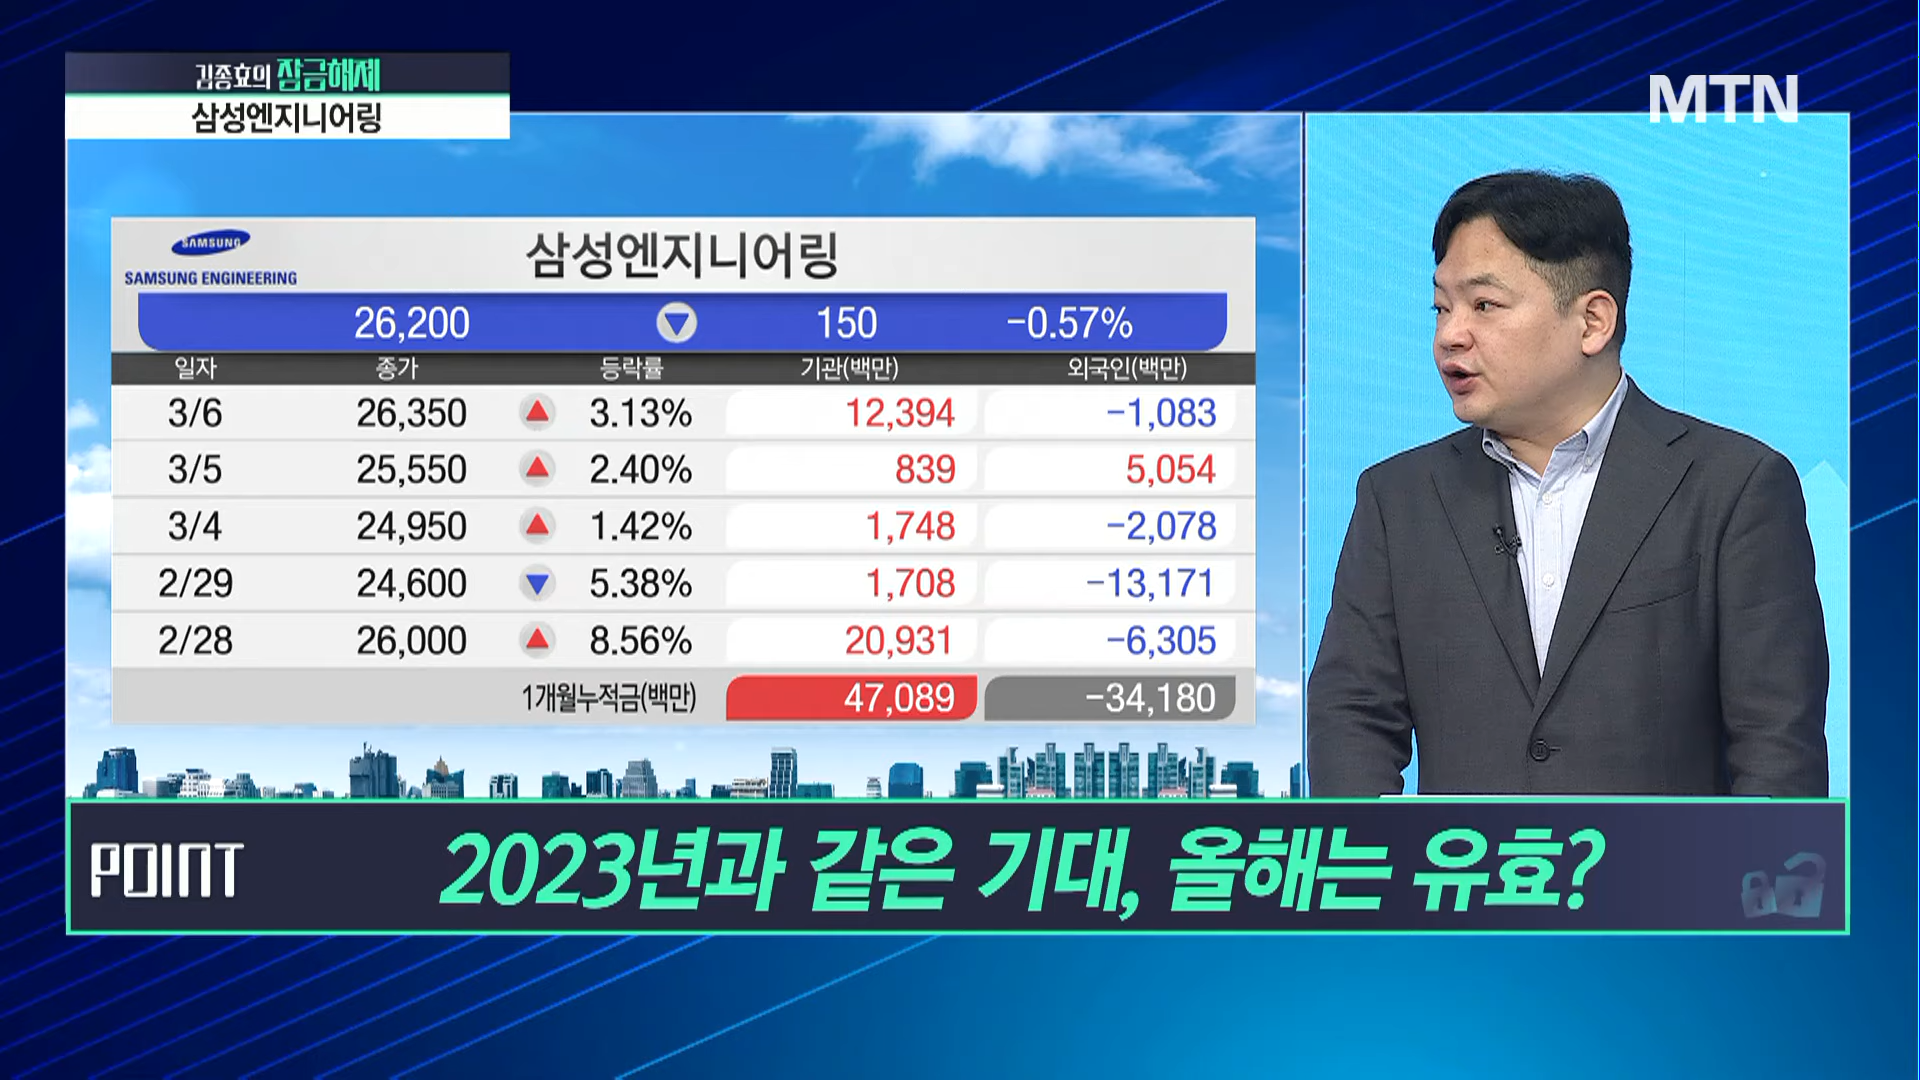 김종효의 잠금해제
삼성엔지니어링
MTN
SAMSUNG
SAMSUNG ENGINEERING
삼성엔지니어링
26,200 ▼ 150 -0.57%
일자 종가 등락률 기관(백만) 외국인(백만)
3/6 26,350 ▲ 3.13% 12,394 -1,083
3/5 25,550 ▲ 2.40% 839 5,054
3/4 24,950 ▲ 1.42% 1,748 -2,078
2/29 24,600 ▼ 5.38% 1,708 -13,171
2/28 26,000 ▲ 8.56% 20,931 -6,305
1개월누적금(백만) 47,089 -34,180
POINT
2023년과 같은 기대, 올해는 유효?